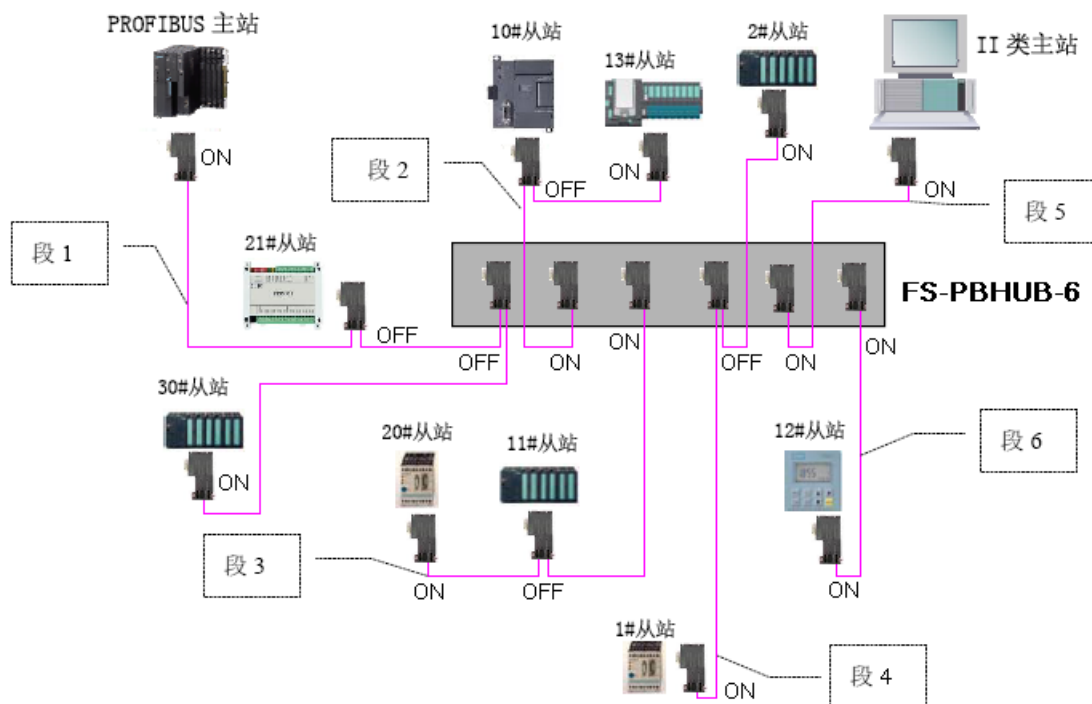 PROFIBUS 主站
10#从站
13#从站
2#从站
II 类主站
ON
段 2
OFF
ON
ON
ON
段 5
段 1
21#从站
FS-PBHUB-6
OFF
OFF
ON
ON
OFF
ON
ON
30#从站
20#从站
11#从站
12#从站
段 6
ON
段 3
ON
OFF
ON
1#从站
ON
段 4